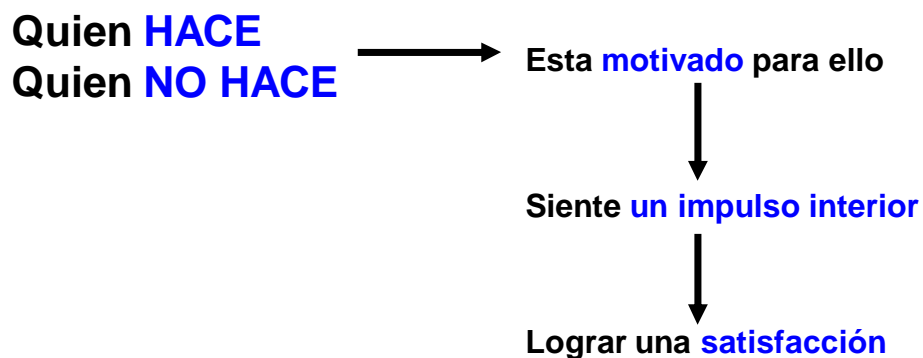 Quien HACE
Quien NO HACE
Esta motivado para ello
Siente un impulso interior
Lograr una satisfacción